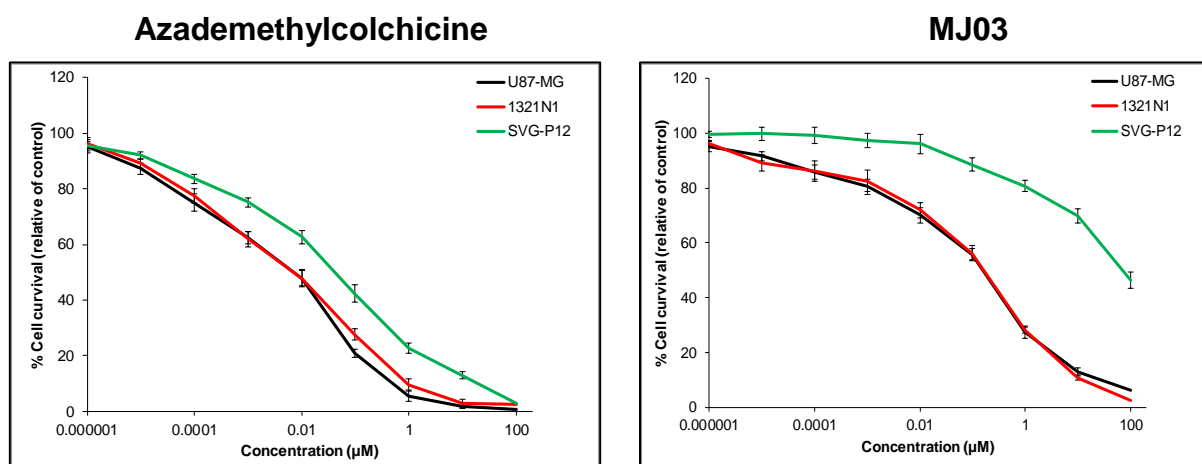 Azademethylcolchicine
MJ03
120
100
80
60
40
20
0
% Cell curvival (relative of control)
0.000001
0.0001
0.01
1
100
Concentration (µM)
U87-MG
1321N1
SVG-P12
120
100
80
60
40
20
0
% Cell curvival (relative of control)
0.000001
0.0001
0.01
1
100
Concentration (µM)
U87-MG
1321N1
SVG-P12